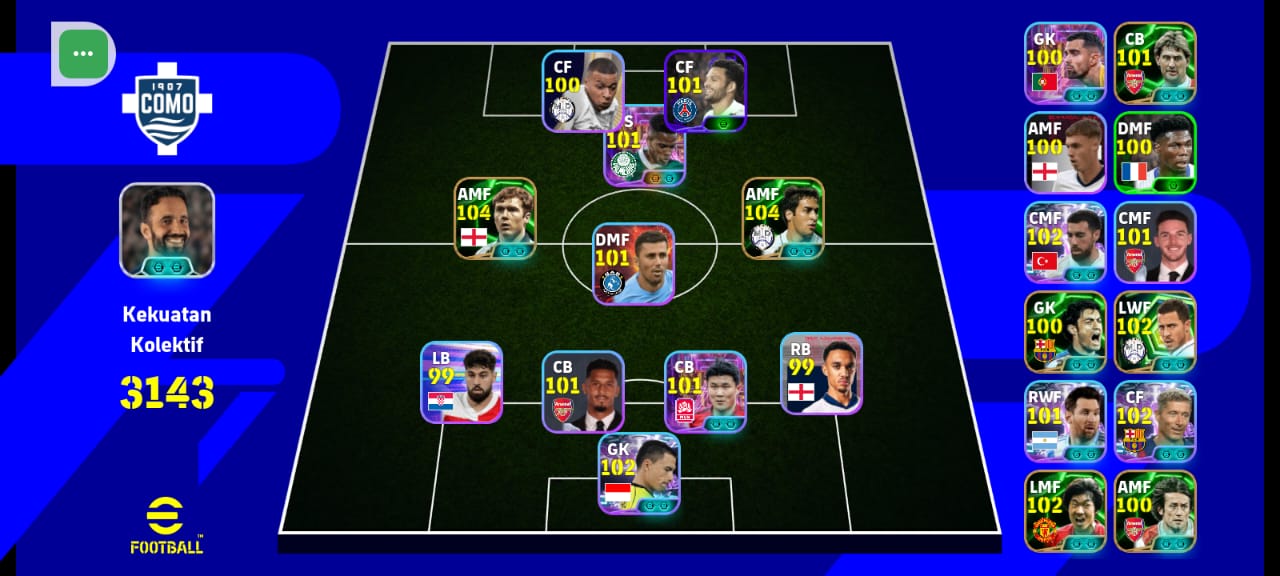 1907
COMO
Kekuatan
Kolektif
3143
FOOTBALL™
CF
100
CF
101
S
101
AMF
104
AMF
104
DMF
101
LB
99
CB
101
CB
101
RB
99
GK
102
GK
100
CB
101
AMF
100
DMF
100
CMF
102
CMF
101
GK
100
LWF
102
RWF
101
CF
102
LMF
102
AMF
100